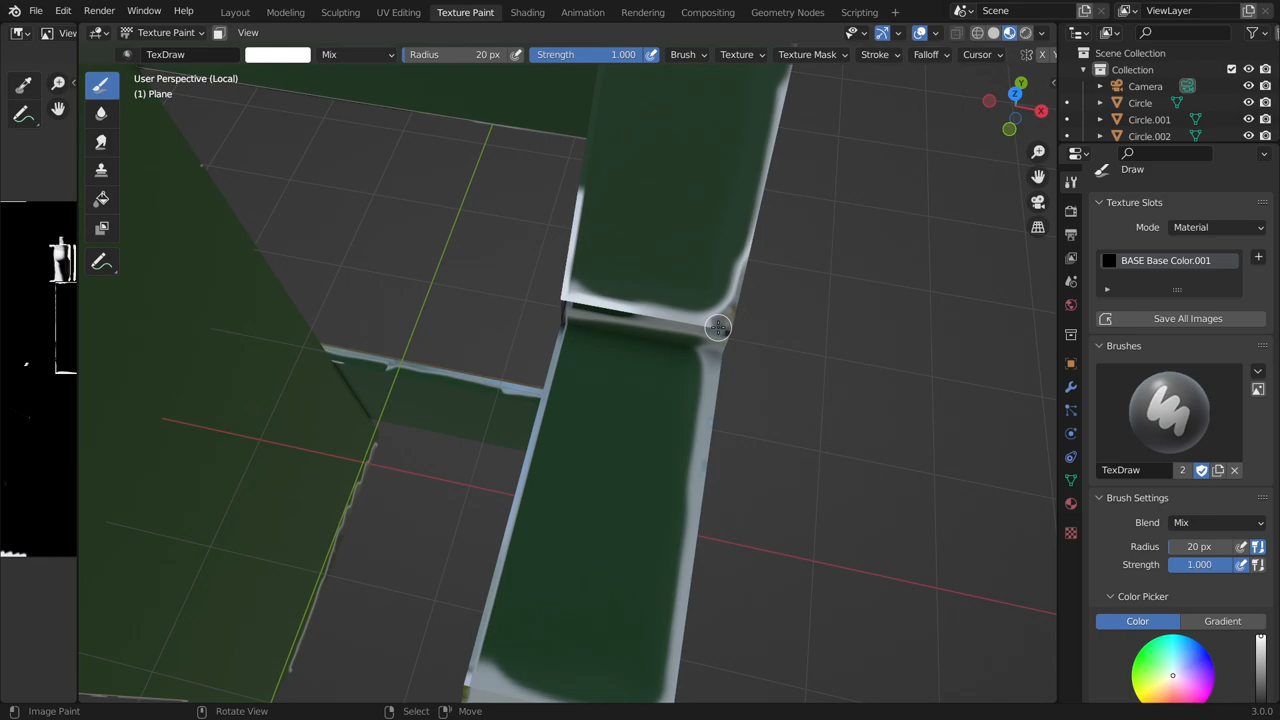 File Edit Render Window Help Layout Modeling Sculpting UV Editing Texture Paint Shading Animation Rendering Compositing Geometry Nodes Scripting Scene ViewLayer
Vie Texture Paint View
TexDraw Mix Radius 20 px Strength 1.000 Brush Texture Texture Mask Stroke Falloff Cursor X
User Perspective (Local)
(1) Plane
Z
Y
X
Scene Collection
Collection
Camera
Circle
Circle.001
Circle.002
Draw
Texture Slots
Mode Material
BASE Base Color.001
Save All Images
Brushes
TexDraw 2
Brush Settings
Blend Mix
Radius 20 px
Strength 1.000
Color Picker
Color Gradient
Image Paint Rotate View Select Move 3.0.0